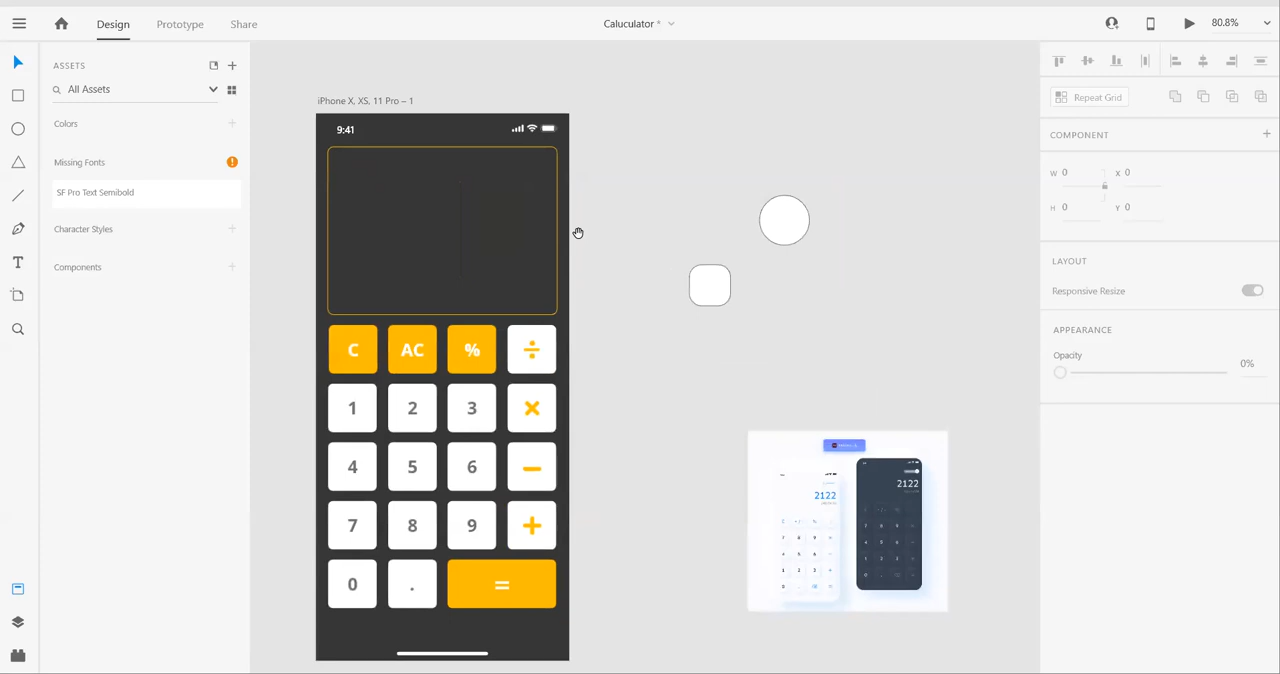 Design Prototype Share Caluculator * 80.8%
ASSETS
All Assets
Colors
Missing Fonts
SF Pro Text Semibold
Character Styles
Components
iPhone X, XS, 11 Pro – 1
9:41
C AC % ÷
1 2 3 ×
4 5 6 −
7 8 9 +
0 . =
2122
2122
Repeat Grid
COMPONENT
W 0 X 0
H 0 Y 0
LAYOUT
Responsive Resize
APPEARANCE
Opacity
0%